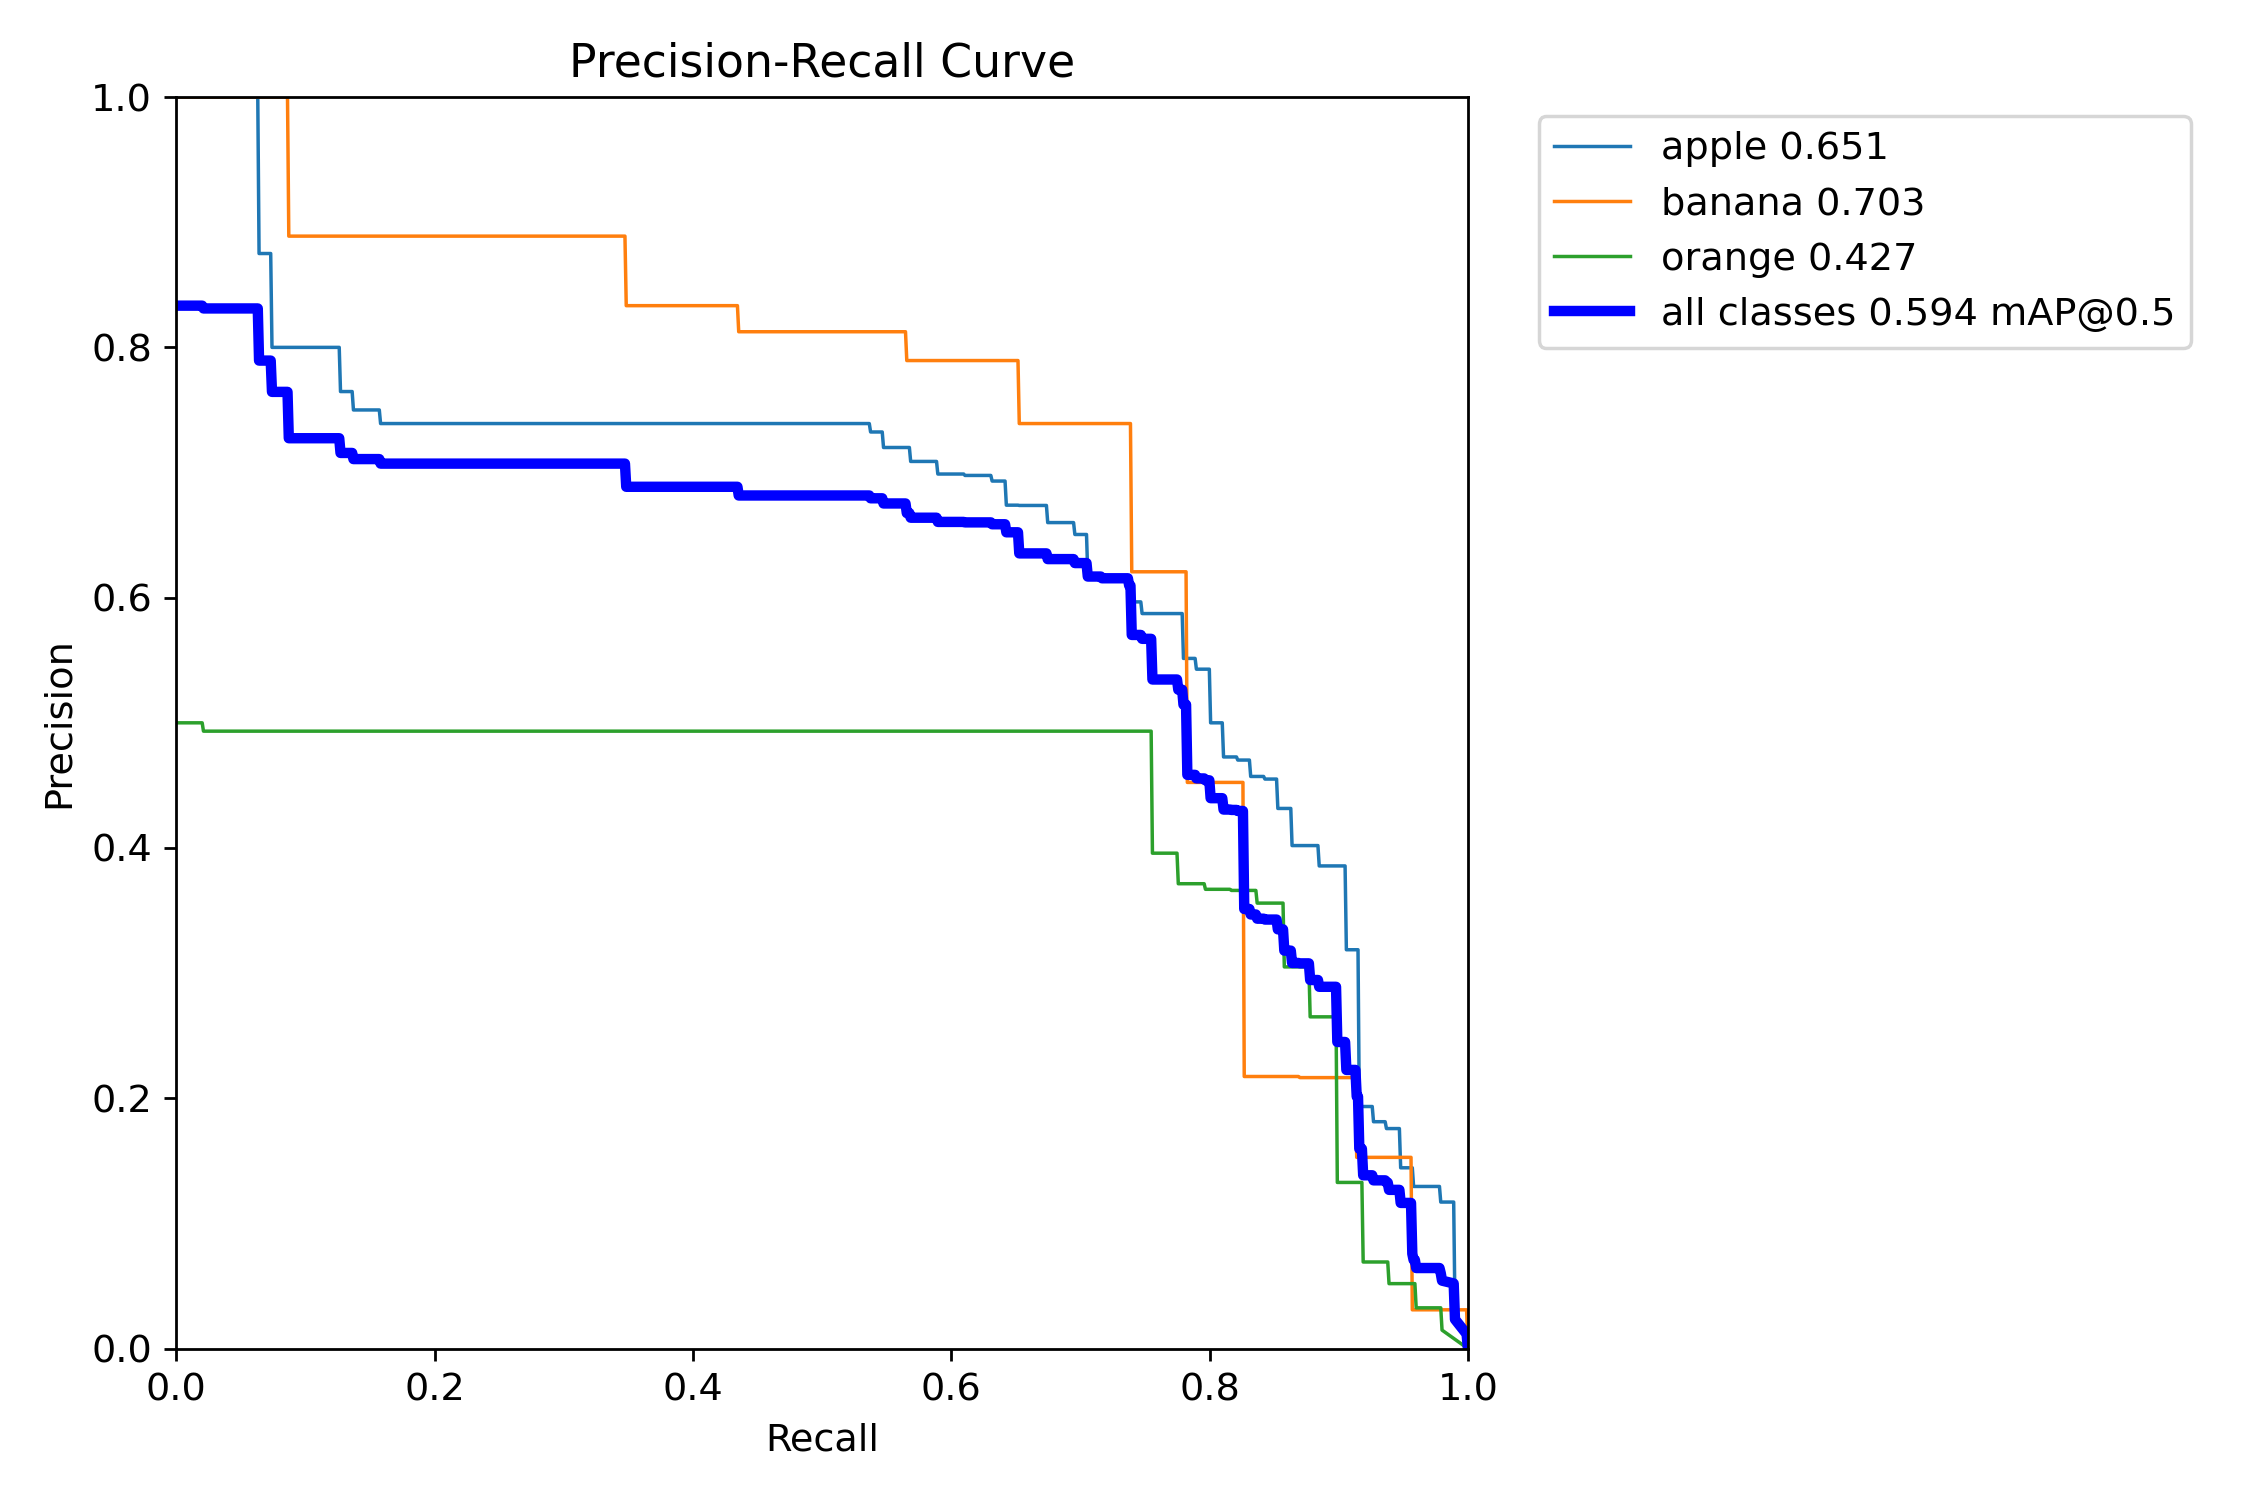 Precision-Recall Curve
1.0
0.8
0.6
0.4
0.2
0.0
Precision
0.0 0.2 0.4 0.6 0.8 1.0
Recall
apple 0.651
banana 0.703
orange 0.427
all classes 0.594 mAP@0.5